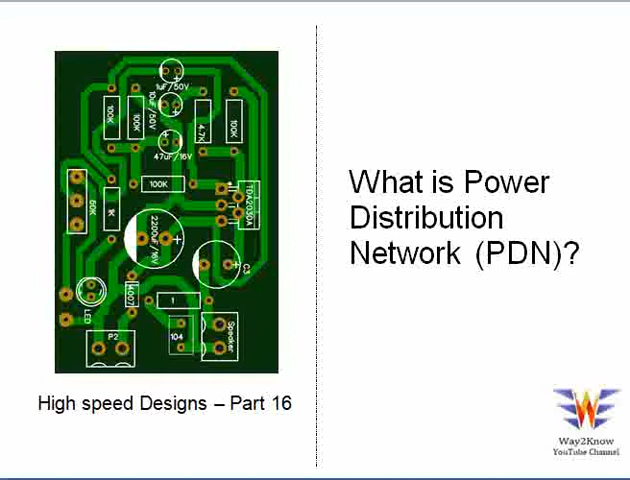 1uF/50V
10uF/50V
100K
100K
4.7K
100K
47uF/16V
100K
TDA2030A
50K
1K
2200uF/16V
C3
4007
1
LED
P2
104
Speaker
High speed Designs – Part 16
What is Power
Distribution
Network (PDN)?
Way2Know
YouTube Channel